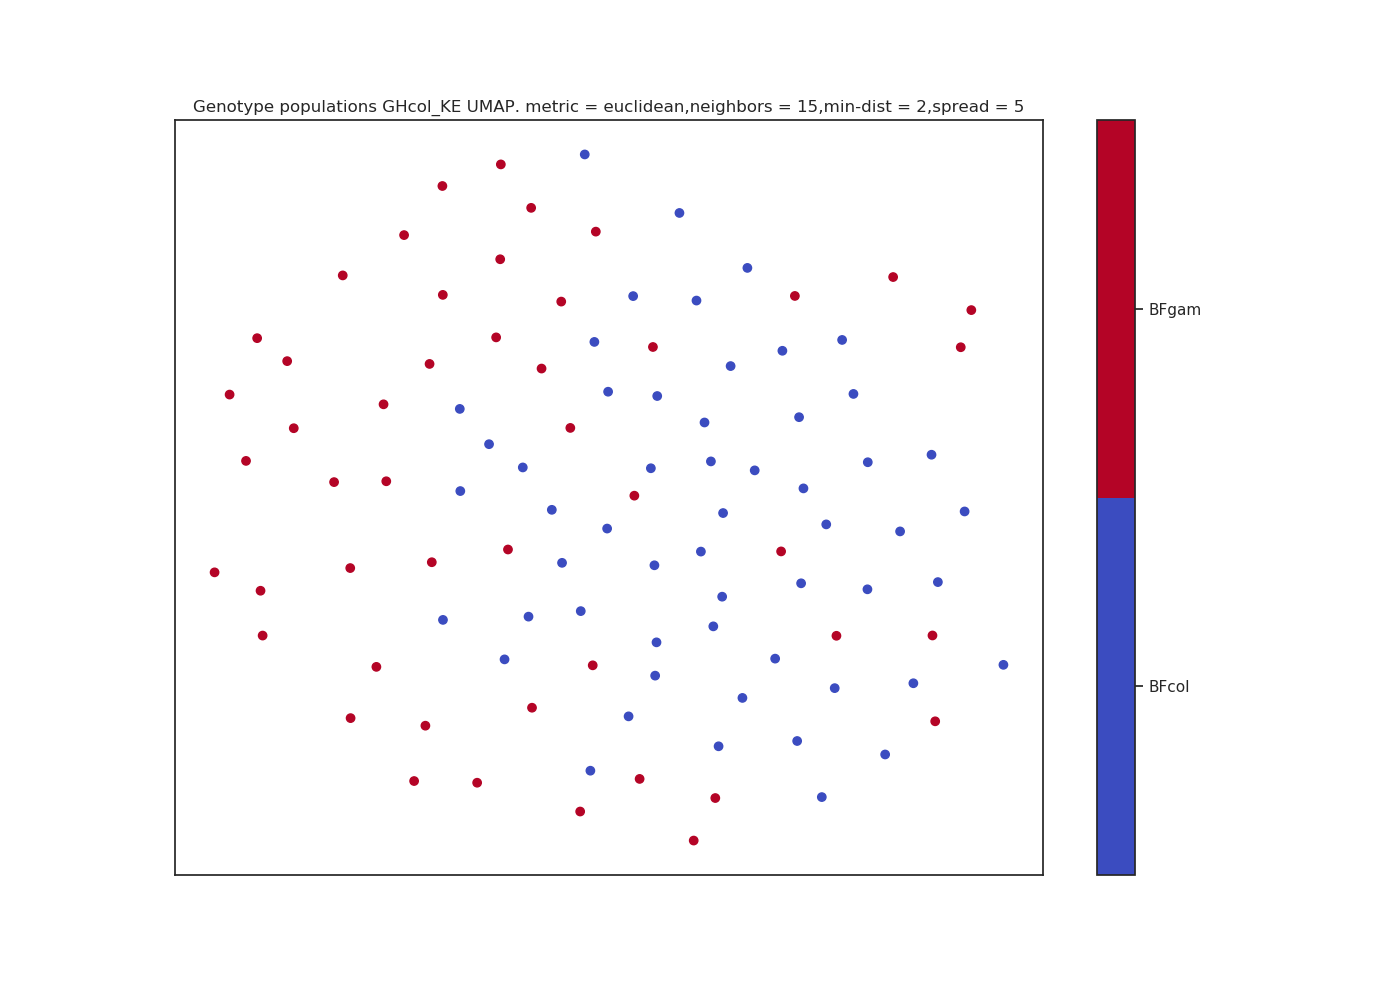 Genotype populations GHcol_KE UMAP. metric = euclidean,neighbors = 15,min-dist = 2,spread = 5
BFgam
BFcol